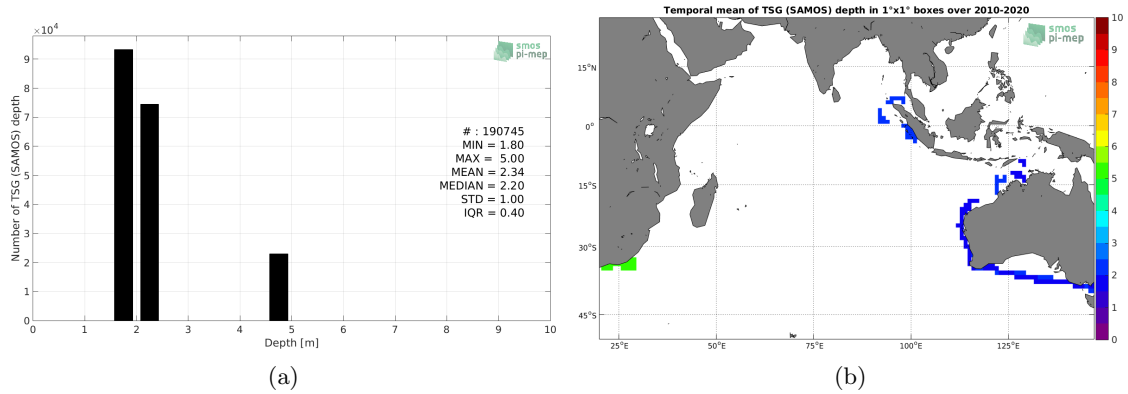 ×10⁴
9
8
7
6
5
4
3
2
1
0
Number of TSG (SAMOS) depth
smos
pi-mep
# : 190745
MIN = 1.80
MAX = 5.00
MEAN = 2.34
MEDIAN = 2.20
STD = 1.00
IQR = 0.40
0 1 2 3 4 5 6 7 8 9 10
Depth [m]
(a)
Temporal mean of TSG (SAMOS) depth in 1°x1° boxes over 2010-2020
smos
pi-mep
15°N
0°
15°S
30°S
45°S
25°E 50°E 75°E 100°E 125°E
10
9
8
7
6
5
4
3
2
1
0
(b)